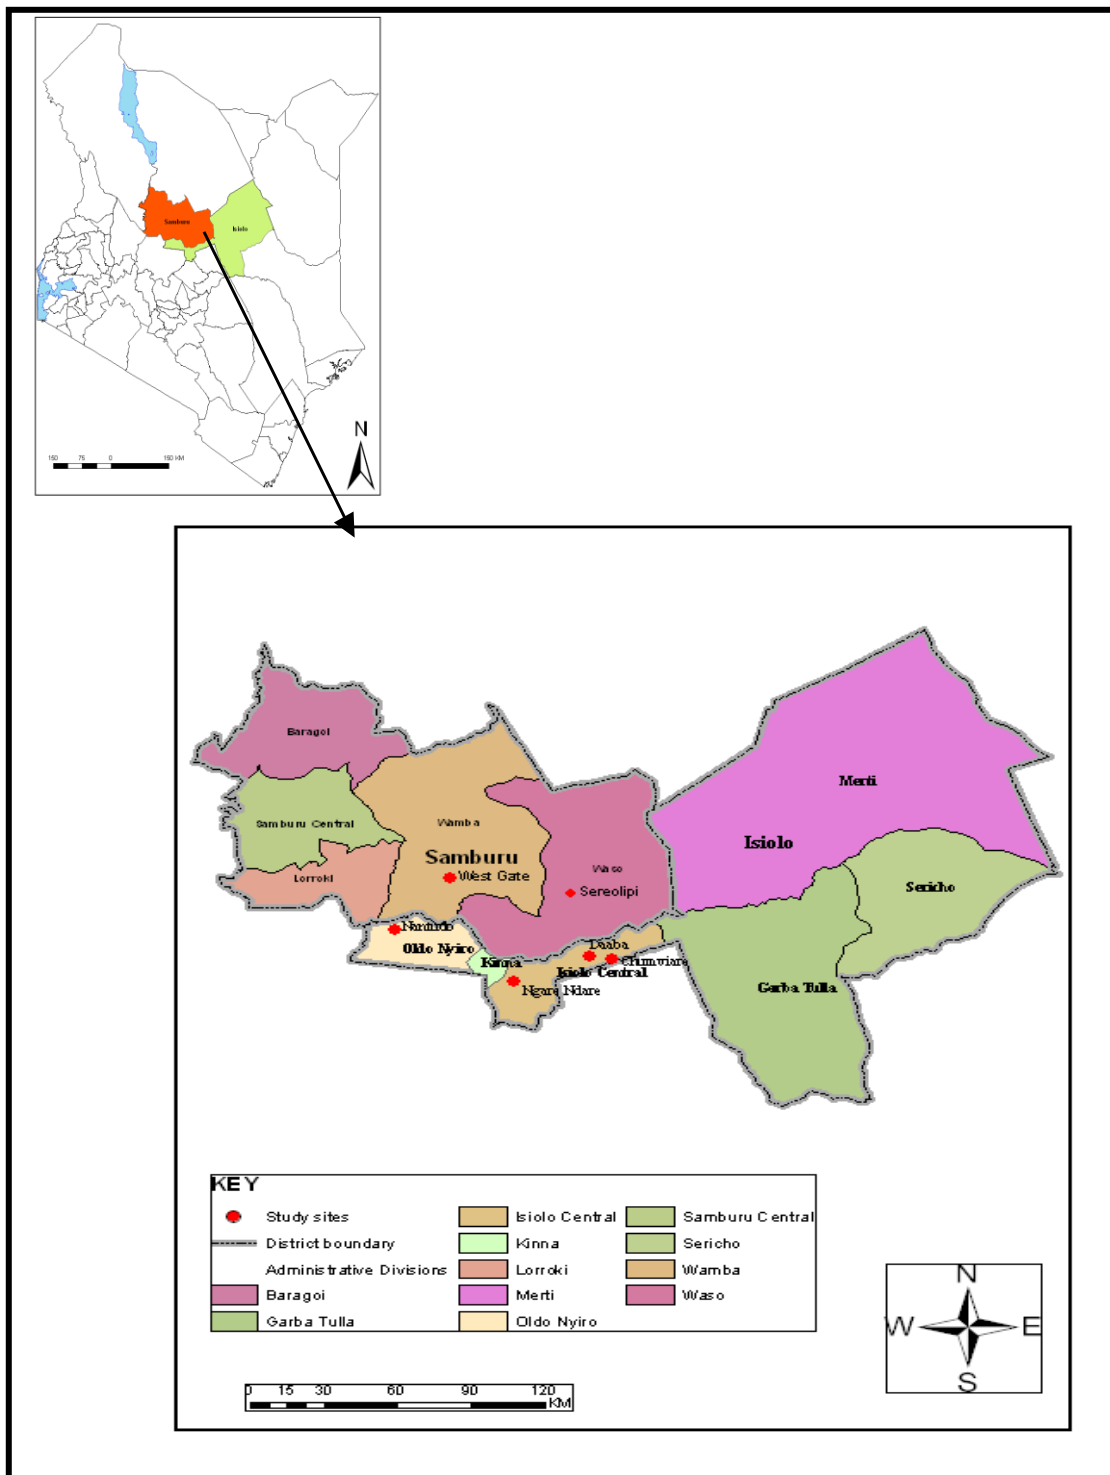 Samburu
Isiolo
N
150 75 0 150 KM
Baragoi
Merti
Samburu Central
Wamba
Isiolo
Samburu
Waso
Lorroki
West Gate
Sericho
Sereolipi
Oldo Nyiro
Daaba
Kinna
Isiolo Central
Garba Tulla
Ngare Ndare
KEY
Study sites
District boundary
Administrative Divisions
Baragoi
Garba Tulla
Isiolo Central
Kinna
Lorroki
Merti
Oldo Nyiro
Samburu Central
Sericho
Wamba
Waso
N
W E
S
0 15 30 60 90 120
KM